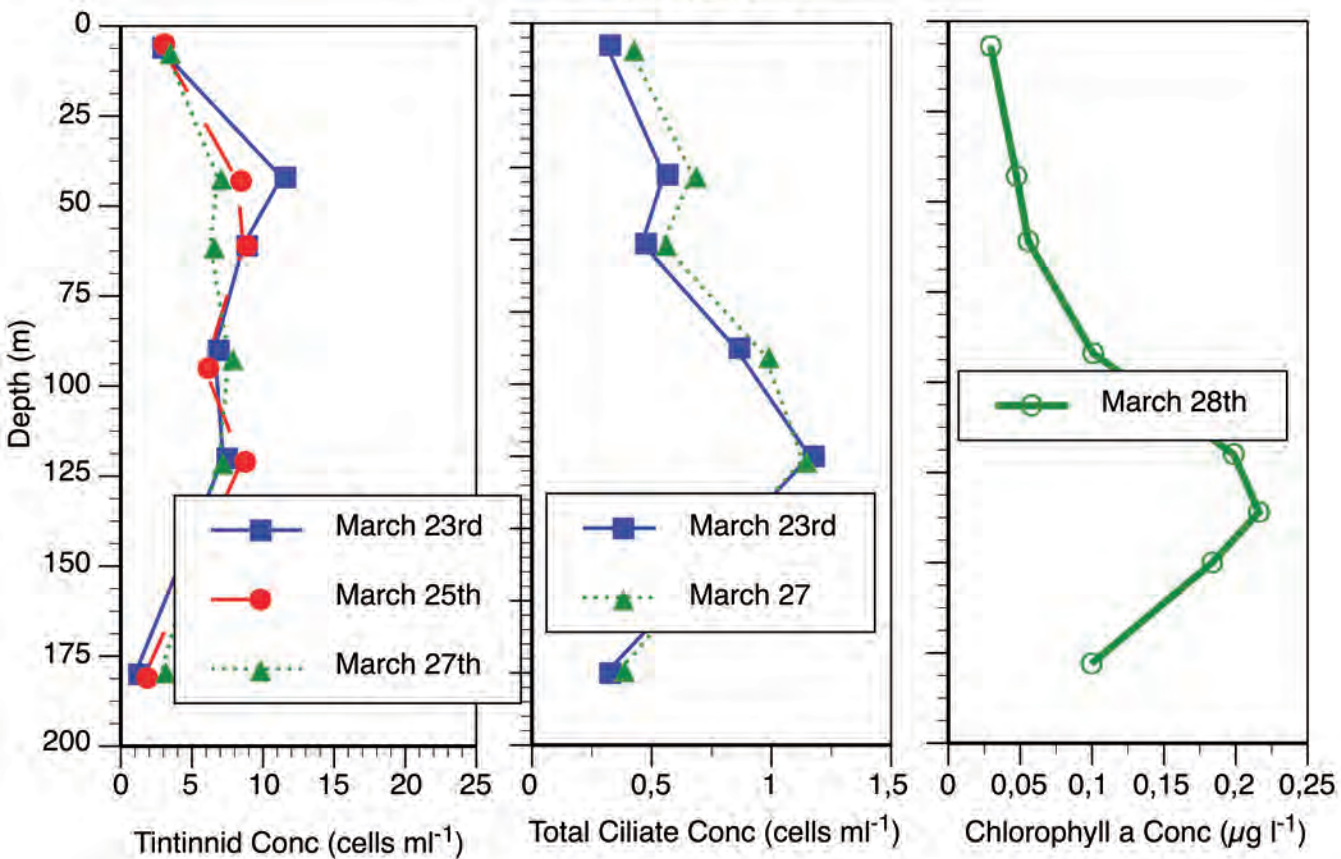 0
25
50
75
100
125
150
175
200
Depth (m)
March 23rd
March 25th
March 27th
0 5 10 15 20 25
Tintinnid Conc (cells ml⁻¹)
March 23rd
March 27
0 0,5 1 1,5
Total Ciliate Conc (cells ml⁻¹)
March 28th
0 0,05 0,1 0,15 0,2 0,25
Chlorophyll a Conc (µg l⁻¹)